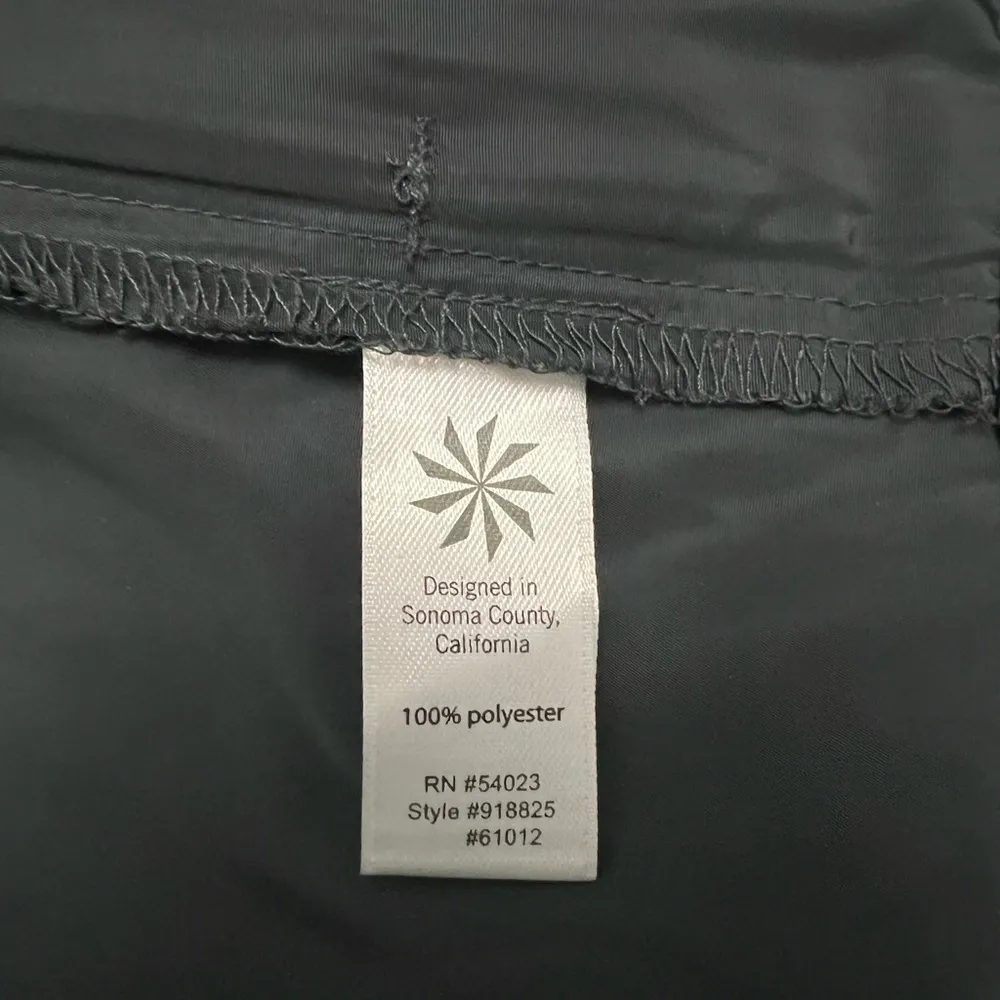 Designed in
Sonoma County,
California
100% polyester
RN #54023
Style #918825
#61012